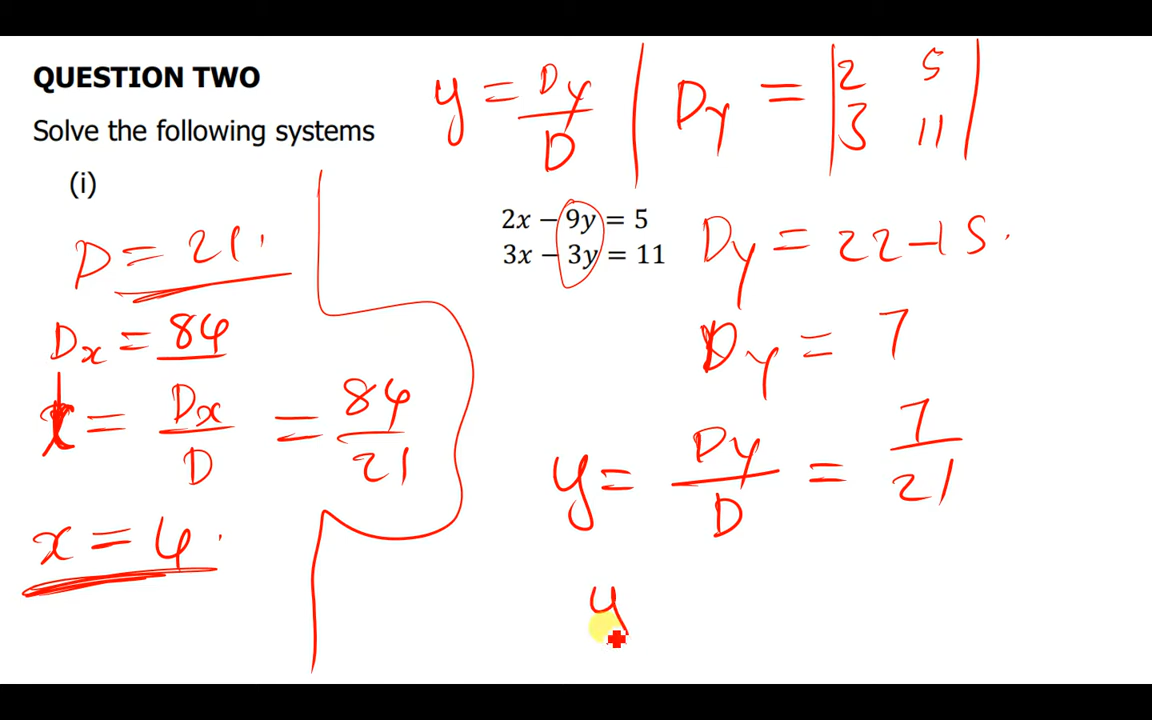 QUESTION TWO
Solve the following systems
(i)
2x − 9y = 5
3x − 3y = 11
D = 21.
Dx = 84
x = Dx/D = 84/21
x = 4.
y = Dy/D
Dy = |2 5|
|3 11|
Dy = 22-15.
Dy = 7
y = Dy/D = 7/21
y